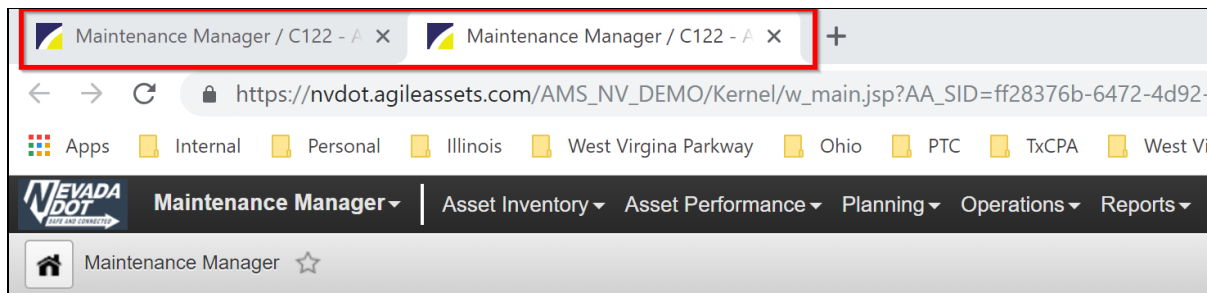 Maintenance Manager / C122 - A Maintenance Manager / C122 - A
https://nvdot.agileassets.com/AMS_NV_DEMO/Kernel/w_main.jsp?AA_SID=ff28376b-6472-4d92-
Apps Internal Personal Illinois West Virgina Parkway Ohio PTC TxCPA West Vi
NEVADA DOT SAFE AND CONNECTED Maintenance Manager Asset Inventory Asset Performance Planning Operations Reports
Maintenance Manager